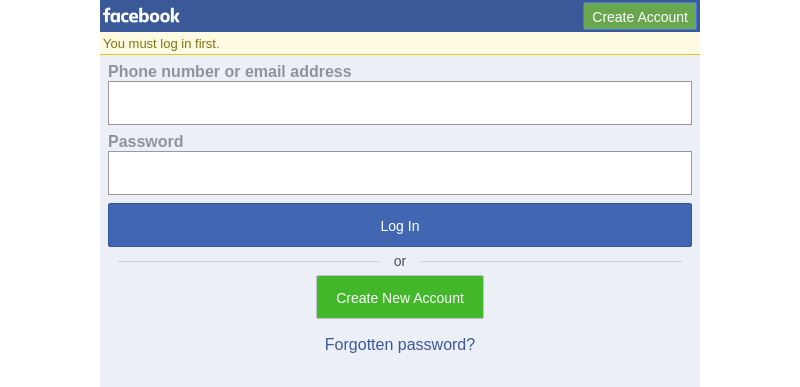 facebook
Create Account
You must log in first.
Phone number or email address
Password
Log In
or
Create New Account
Forgotten password?